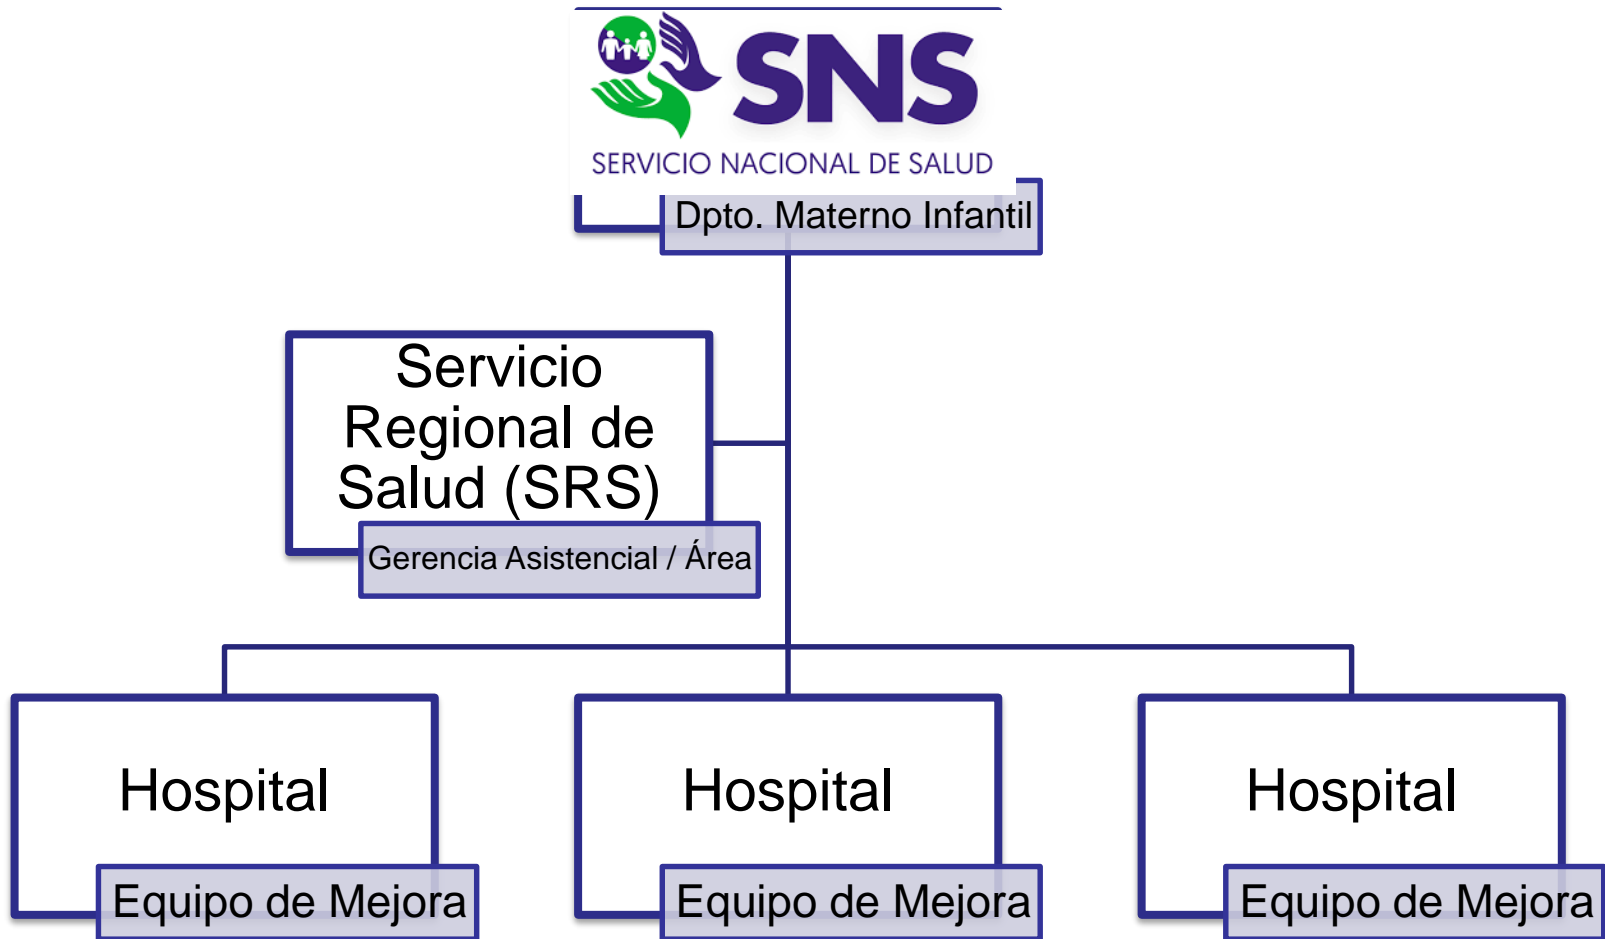 SNS
SERVICIO NACIONAL DE SALUD
Dpto. Materno Infantil
Servicio
Regional de
Salud (SRS)
Gerencia Asistencial / Área
Hospital
Equipo de Mejora
Hospital
Equipo de Mejora
Hospital
Equipo de Mejora